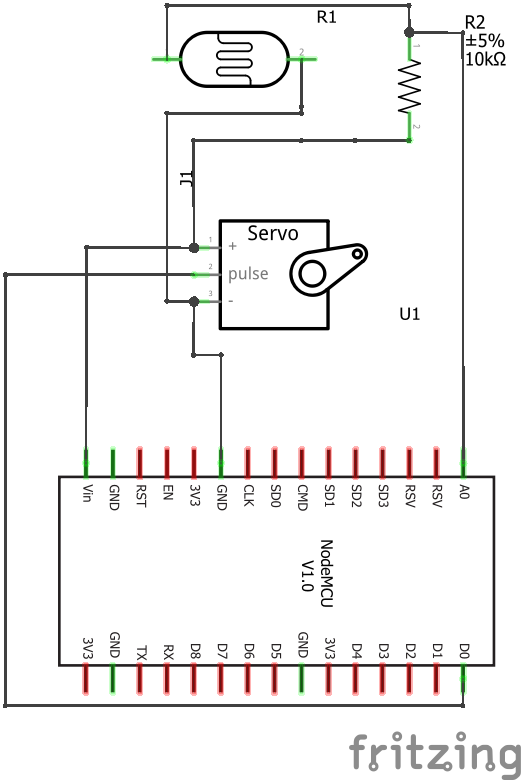 R1
R2
±5%
10kΩ
1
2
2
J1
Servo
1
+
2
pulse
3
-
U1
Vin
GND
RST
EN
3V3
GND
CLK
SD0
CMD
SD1
SD2
SD3
RSV
RSV
A0
NodeMCU
V1.0
3V3
GND
TX
RX
D8
D7
D6
D5
GND
3V3
D4
D3
D2
D1
D0
fritzing